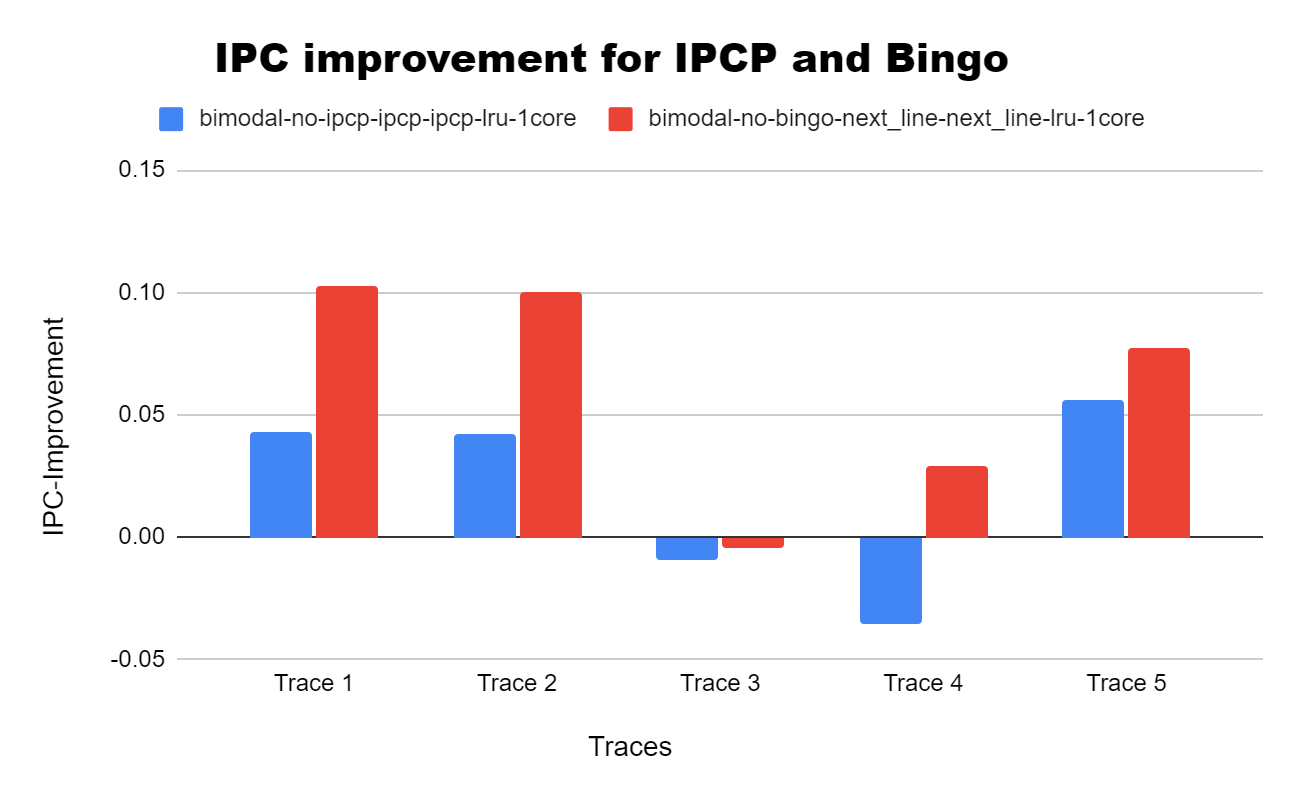 IPC improvement for IPCP and Bingo
bimodal-no-ipcp-ipcp-ipcp-lru-1core bimodal-no-bingo-next_line-next_line-lru-1core
0.15
0.10
0.05
0.00
-0.05
IPC-Improvement
Trace 1 Trace 2 Trace 3 Trace 4 Trace 5
Traces